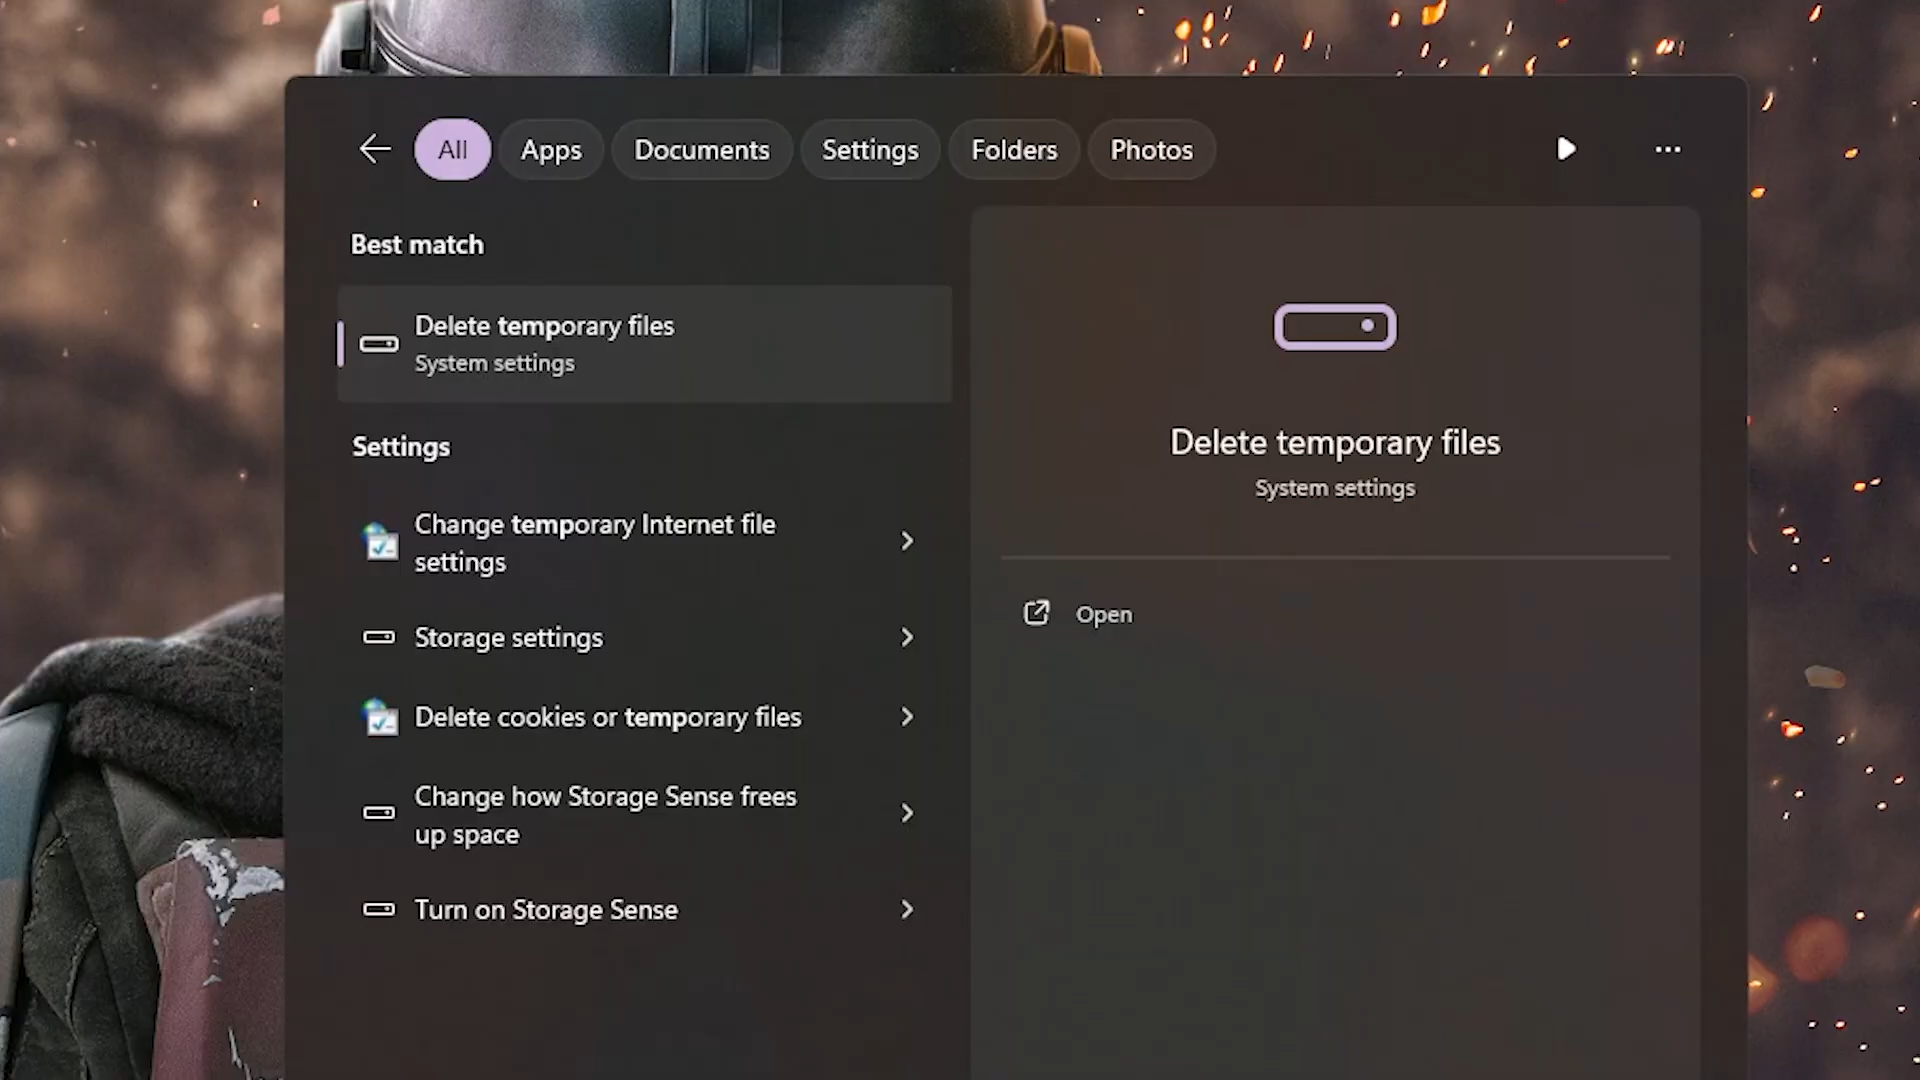 All
Apps
Documents
Settings
Folders
Photos
Best match
Delete temporary files
System settings
Settings
Change temporary Internet file
settings
Storage settings
Delete cookies or temporary files
Change how Storage Sense frees
up space
Turn on Storage Sense
Delete temporary files
System settings
Open